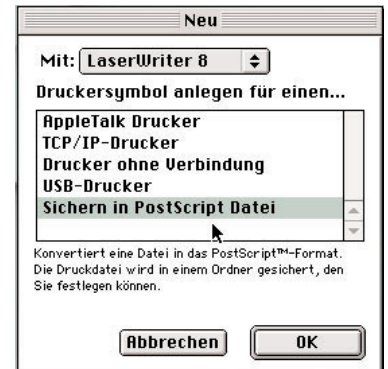 Neu
Mit: LaserWriter 8
Druckersymbol anlegen für einen...
AppleTalk Drucker
TCP/IP-Drucker
Drucker ohne Verbindung
USB-Drucker
Sichern in PostScript Datei
Konvertiert eine Datei in das PostScript™-Format.
Die Druckdatei wird in einem Ordner gesichert, den
Sie festlegen können.
Abbrechen OK